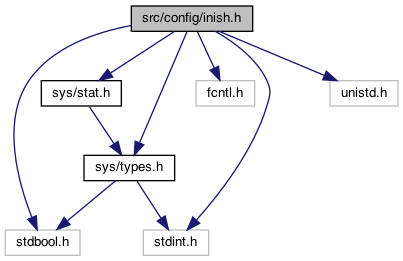 src/config/inish.h
sys/stat.h
fcntl.h
unistd.h
sys/types.h
stdbool.h
stdint.h